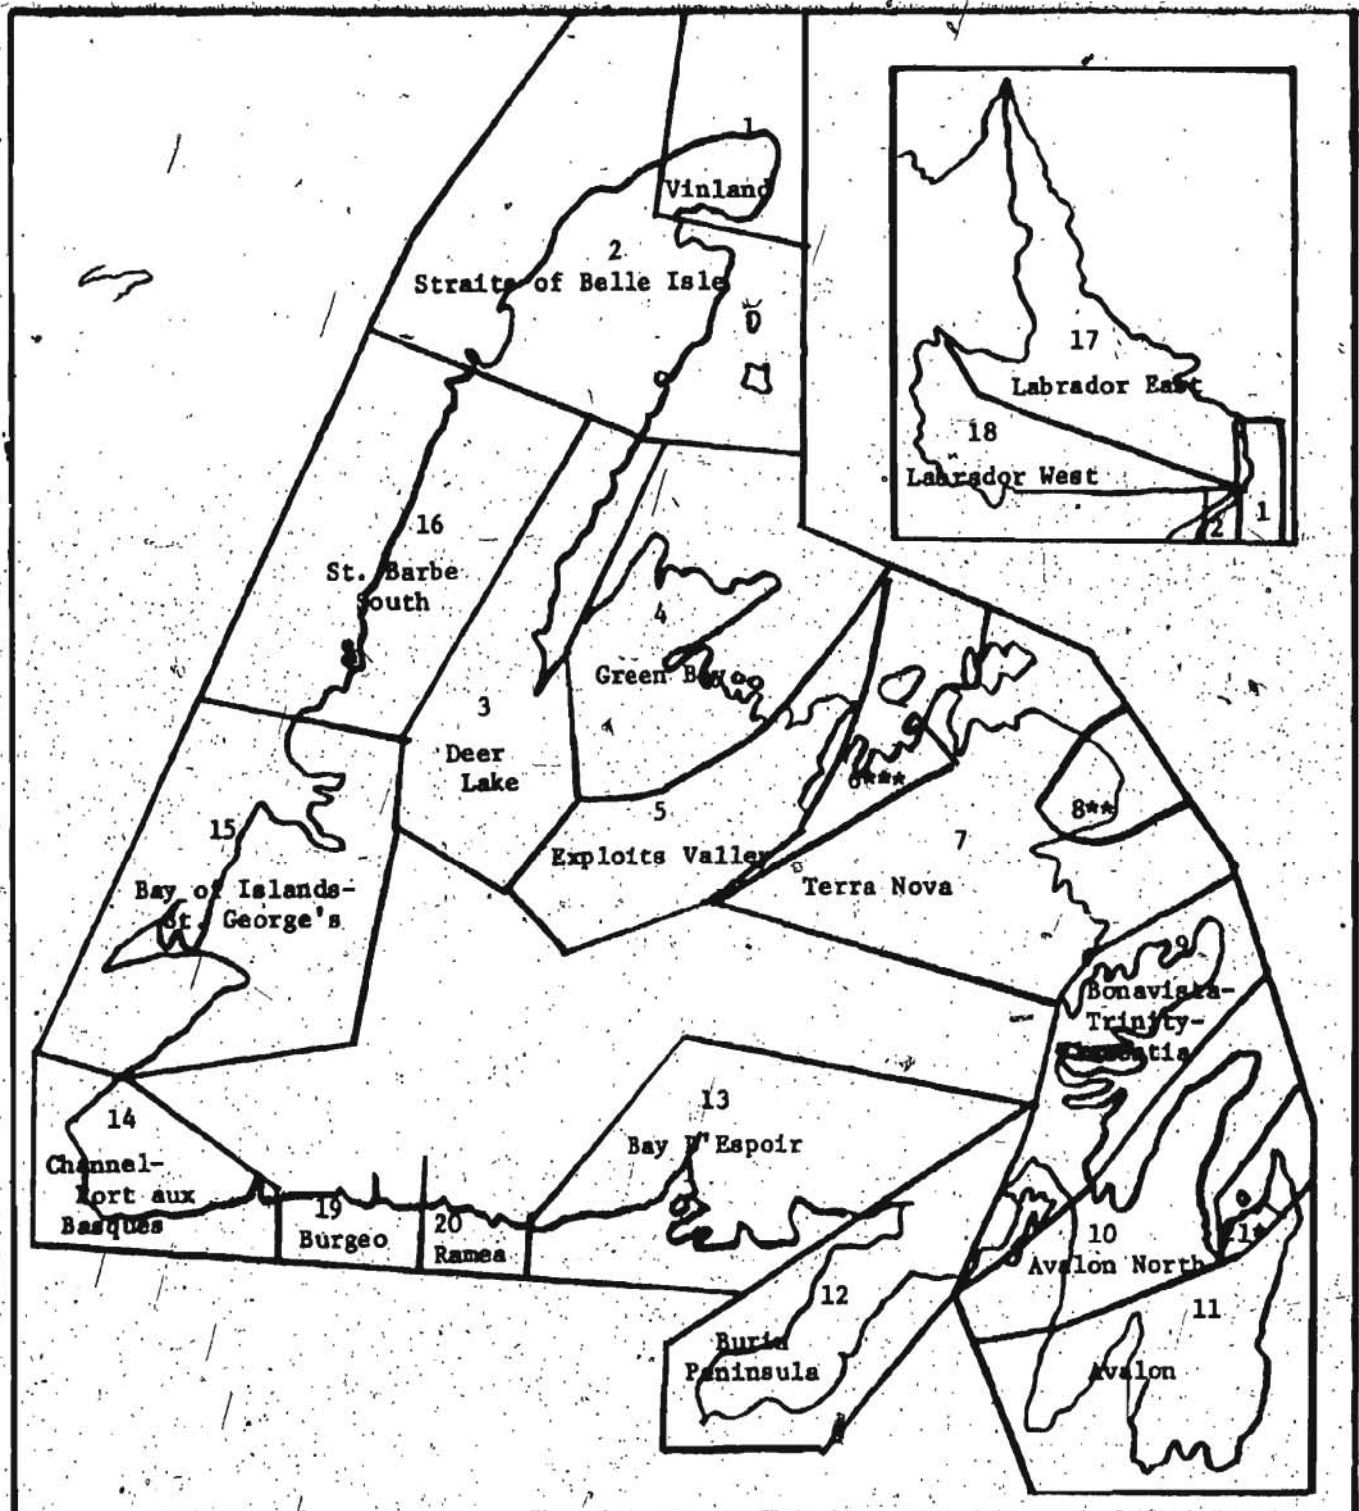 1
Vinland
2
Straits of Belle Isle
16
St. Barbe
South
4
Green Bay
3
Deer
Lake
5
Exploits Valley
6***
7
Terra Nova
8**
15
Bay of Islands-
St. George's
9
Bonavista-
Trinity-
14
Channel-
Port aux
Basques
19
Burgeo
20
Ramea
13
Bay D'Espoir
10
Avalon North
12
Burin
Peninsula
11
Avalon
17
Labrador East
18
Labrador West
2
1